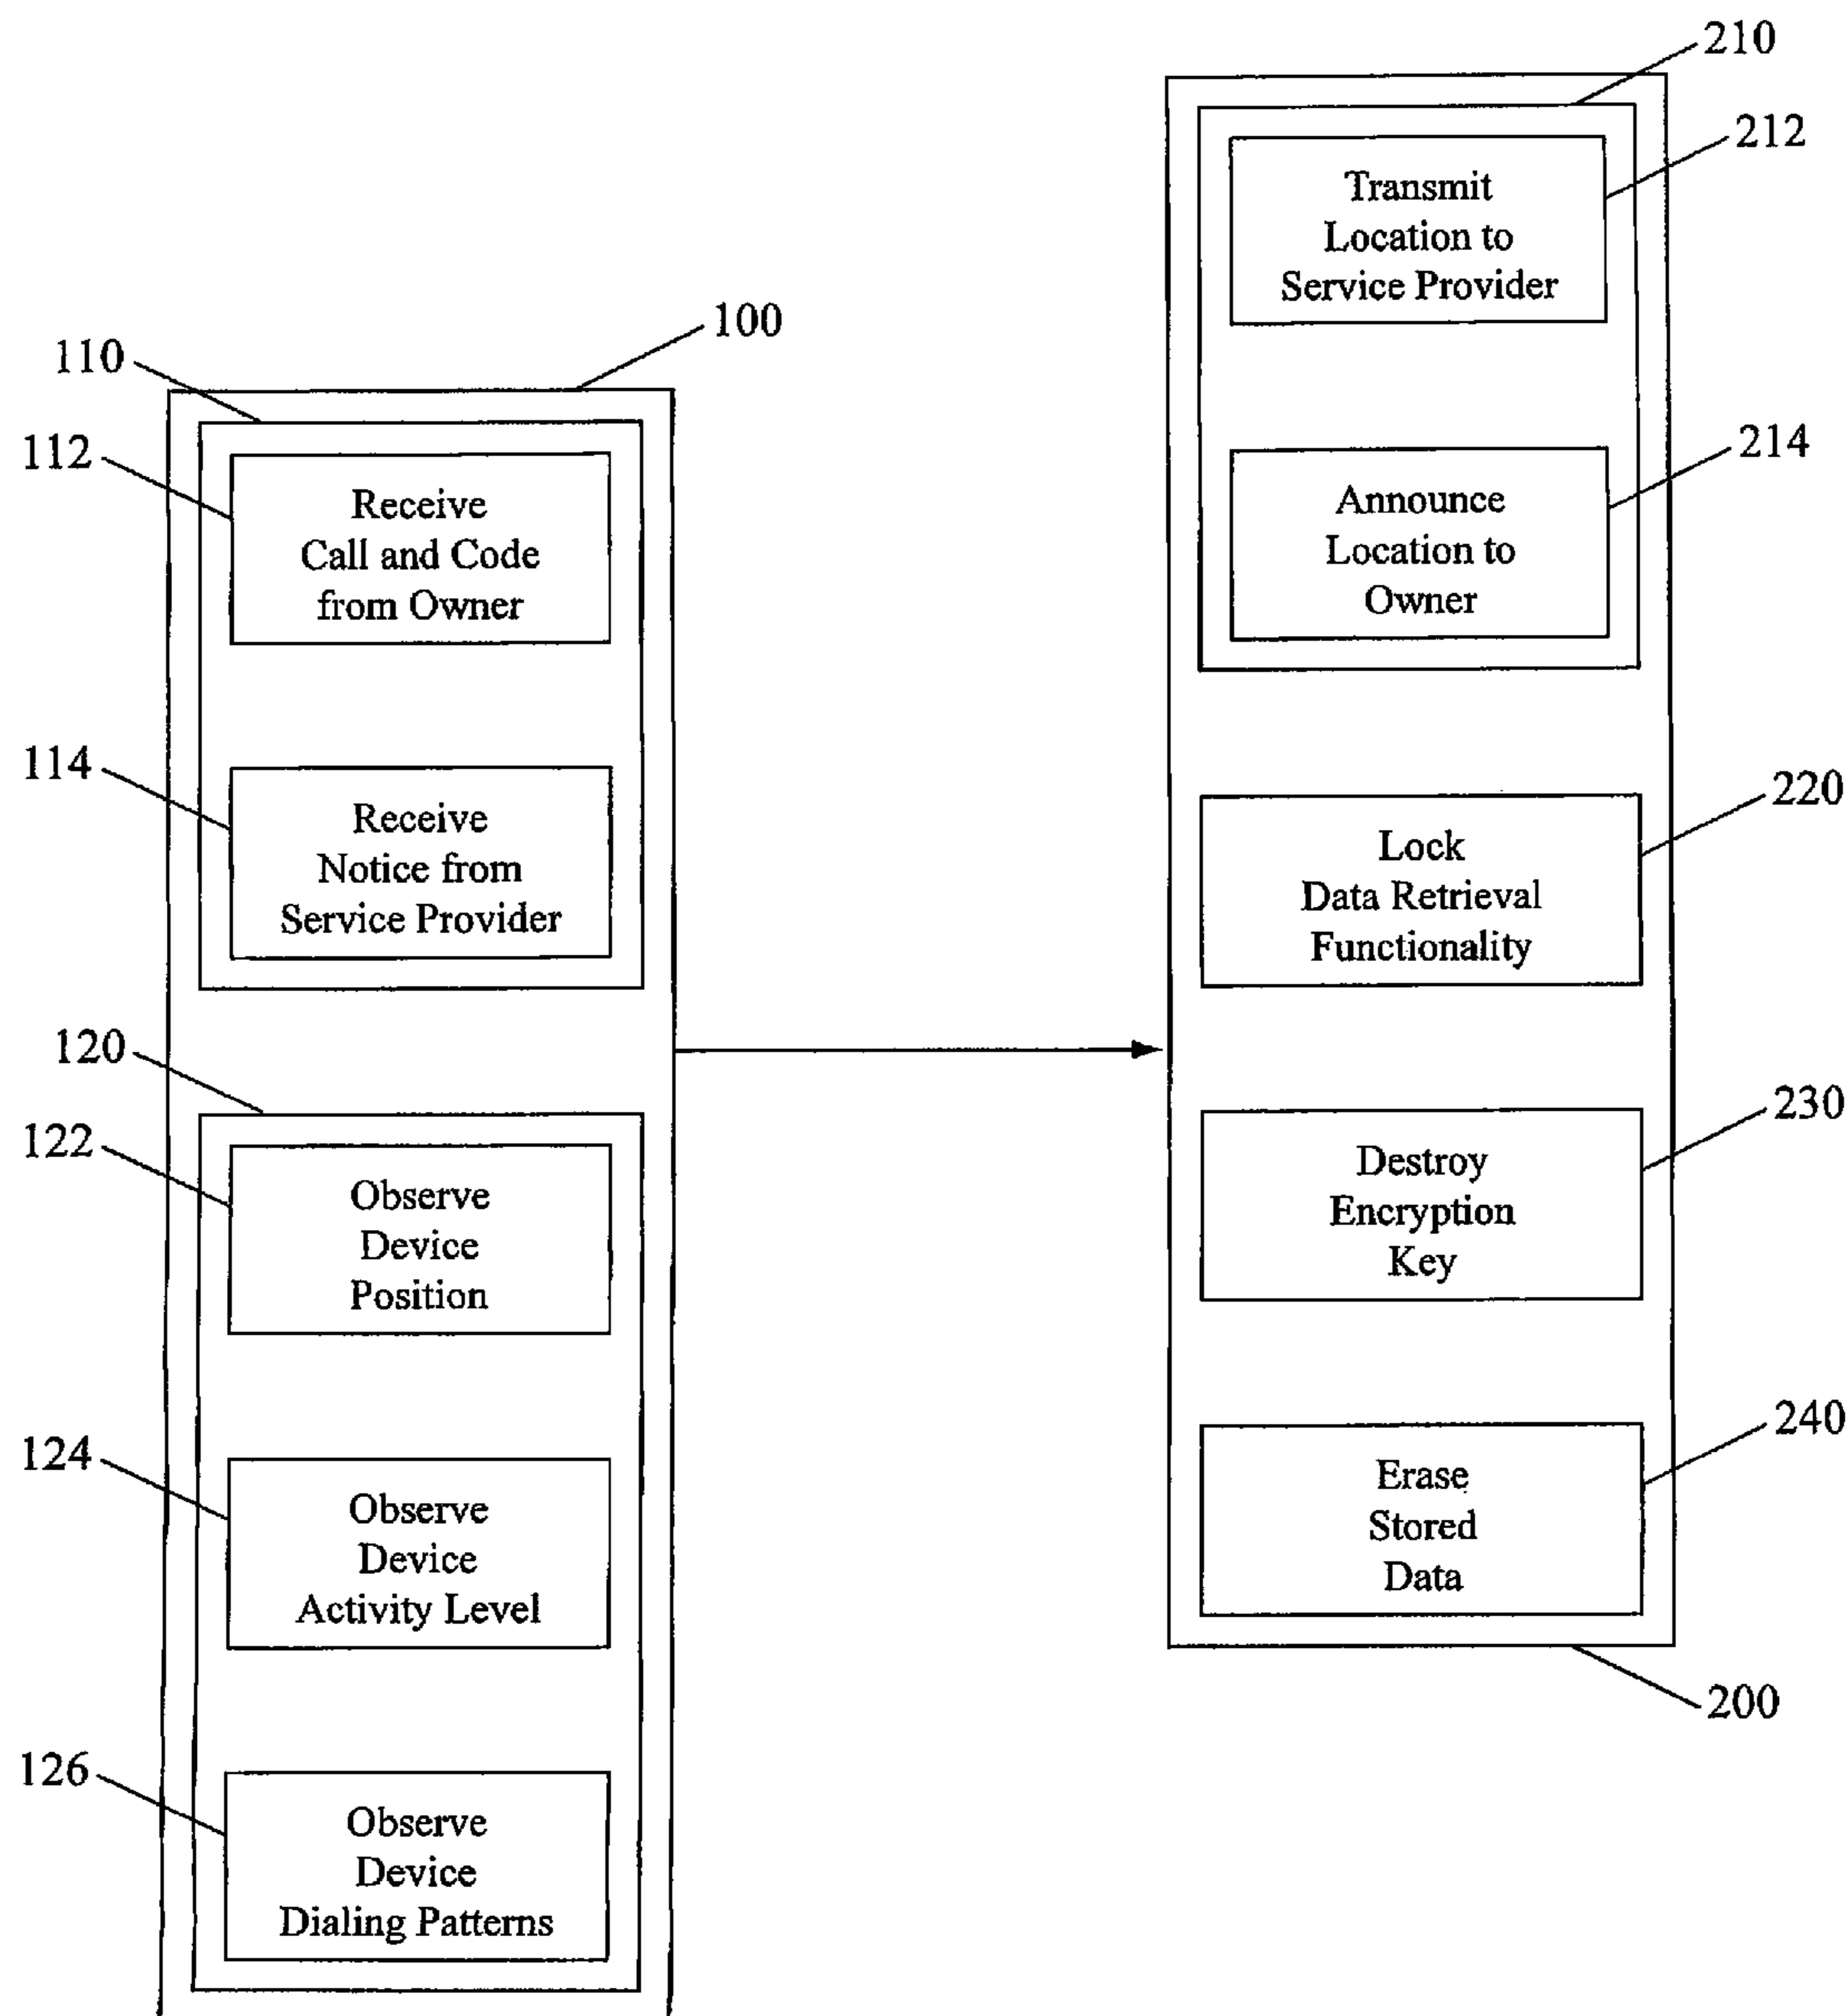 100
110
112
Receive
Call and Code
from Owner
114
Receive
Notice from
Service Provider
120
122
Observe
Device
Position
124
Observe
Device
Activity Level
126
Observe
Device
Dialing Patterns
210
212
Transmit
Location to
Service Provider
214
Announce
Location to
Owner
220
Lock
Data Retrieval
Functionality
230
Destroy
Encryption
Key
240
Erase
Stored
Data
200